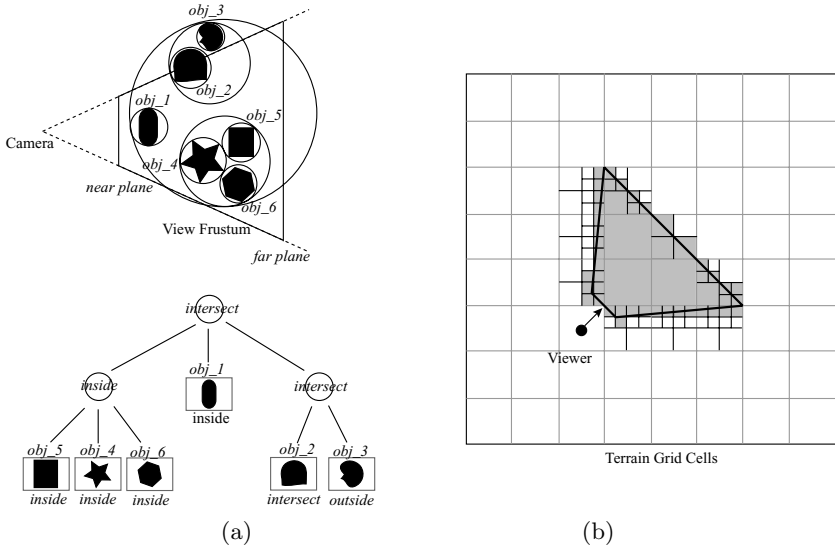 obj_3
obj_2
obj_1
obj_5
Camera
obj_4
near plane
obj_6
View Frustum
far plane
intersect
inside
obj_1
inside
intersect
obj_5
obj_4
obj_6
inside
inside
inside
obj_2
obj_3
intersect
outside
(a)
Viewer
Terrain Grid Cells
(b)